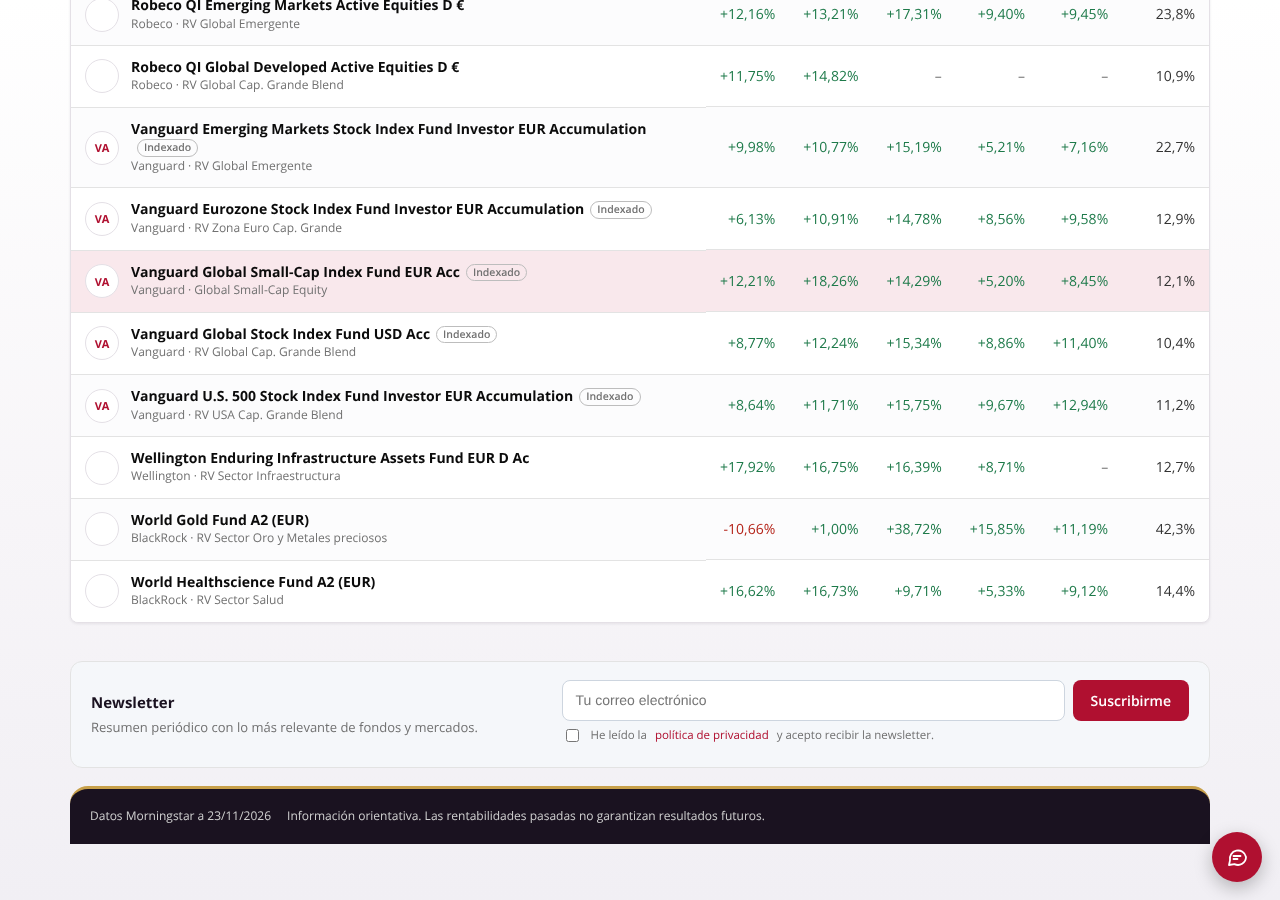 Robeco QI Emerging Markets Active Equities D €
Robeco · RV Global Emergente
+12,16% +13,21% +17,31% +9,40% +9,45% 23,8%
Robeco QI Global Developed Active Equities D €
Robeco · RV Global Cap. Grande Blend
+11,75% +14,82% – – – 10,9%
VA
Vanguard Emerging Markets Stock Index Fund Investor EUR Accumulation
Indexado
Vanguard · RV Global Emergente
+9,98% +10,77% +15,19% +5,21% +7,16% 22,7%
VA
Vanguard Eurozone Stock Index Fund Investor EUR Accumulation Indexado
Vanguard · RV Zona Euro Cap. Grande
+6,13% +10,91% +14,78% +8,56% +9,58% 12,9%
VA
Vanguard Global Small-Cap Index Fund EUR Acc Indexado
Vanguard · Global Small-Cap Equity
+12,21% +18,26% +14,29% +5,20% +8,45% 12,1%
VA
Vanguard Global Stock Index Fund USD Acc Indexado
Vanguard · RV Global Cap. Grande Blend
+8,77% +12,24% +15,34% +8,86% +11,40% 10,4%
VA
Vanguard U.S. 500 Stock Index Fund Investor EUR Accumulation Indexado
Vanguard · RV USA Cap. Grande Blend
+8,64% +11,71% +15,75% +9,67% +12,94% 11,2%
Wellington Enduring Infrastructure Assets Fund EUR D Ac
Wellington · RV Sector Infraestructura
+17,92% +16,75% +16,39% +8,71% – 12,7%
World Gold Fund A2 (EUR)
BlackRock · RV Sector Oro y Metales preciosos
-10,66% +1,00% +38,72% +15,85% +11,19% 42,3%
World Healthscience Fund A2 (EUR)
BlackRock · RV Sector Salud
+16,62% +16,73% +9,71% +5,33% +9,12% 14,4%
Newsletter
Resumen periódico con lo más relevante de fondos y mercados.
Tu correo electrónico
Suscribirme
He leído la política de privacidad y acepto recibir la newsletter.
Datos Morningstar a 23/11/2026 Información orientativa. Las rentabilidades pasadas no garantizan resultados futuros.